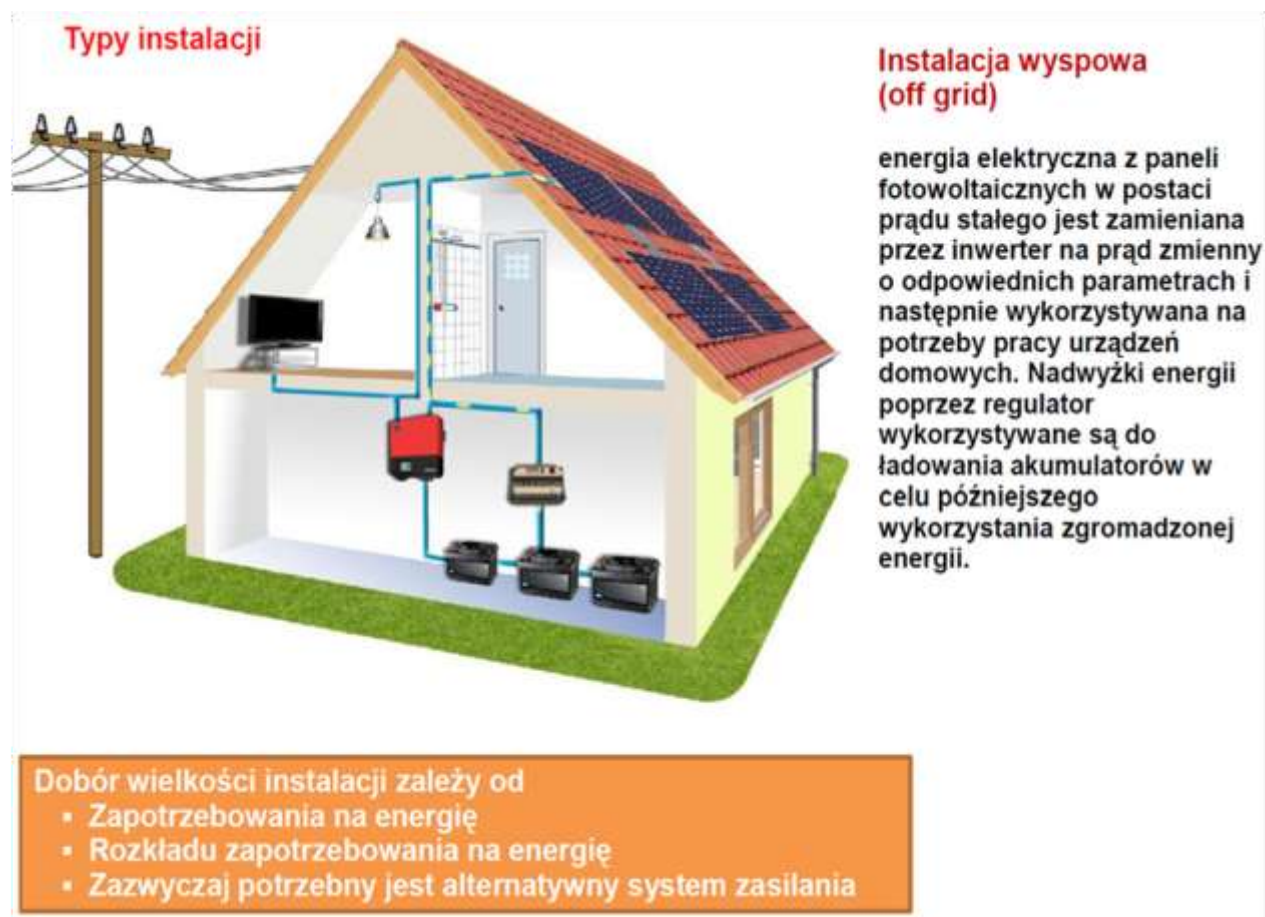 Typy instalacji
Instalacja wyspowa
(off grid)
energia elektryczna z paneli
fotowoltaicznych w postaci
prądu stałego jest zamieniana
przez inwerter na prąd zmienny
o odpowiednich parametrach i
następnie wykorzystywana na
potrzeby pracy urządzeń
domowych. Nadwyżki energii
poprzez regulator
wykorzystywane są do
ładowania akumulatorów w
celu późniejszego
wykorzystania zgromadzonej
energii.
Dobór wielkości instalacji zależy od
▪ Zapotrzebowania na energię
▪ Rozkładu zapotrzebowania na energię
▪ Zazwyczaj potrzebny jest alternatywny system zasilania